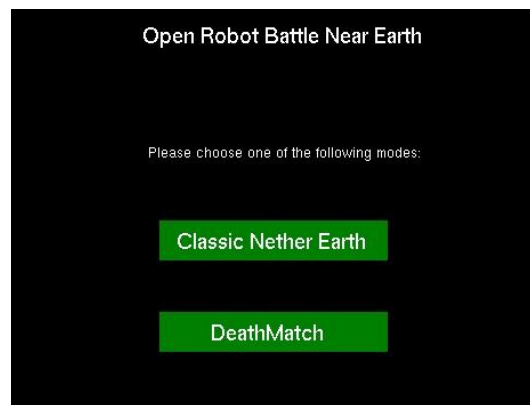 Open Robot Battle Near Earth
Please choose one of the following modes:
Classic Nether Earth
DeathMatch